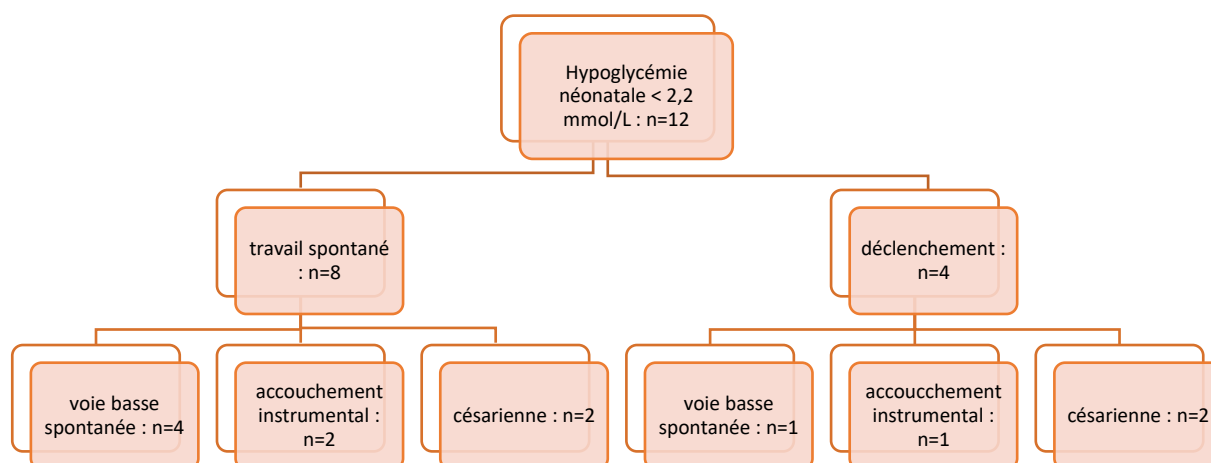 Hypoglycémie
néonatale < 2,2
mmol/L : n=12
travail spontané
: n=8
déclenchement :
n=4
voie basse
spontanée : n=4
accouchement
instrumental :
n=2
césarienne : n=2
voie basse
spontanée : n=1
accoucchement
instrumental :
n=1
césarienne : n=2